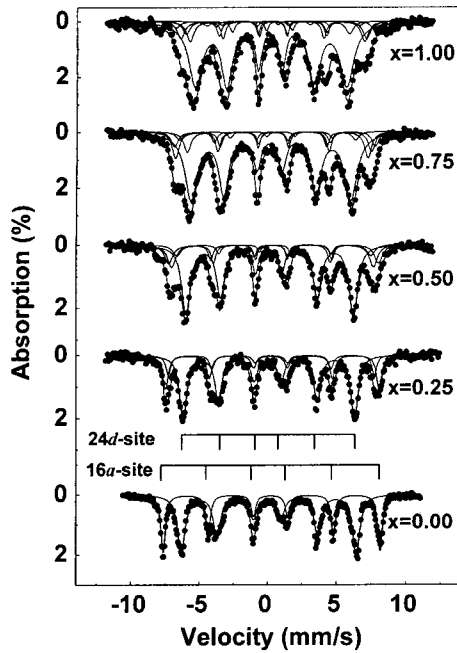 0
2
x=1.00
0
2
x=0.75
0
2
x=0.50
0
2
x=0.25
24d-site
16a-site
0
2
x=0.00
-10 -5 0 5 10
Velocity (mm/s)
Absorption (%)